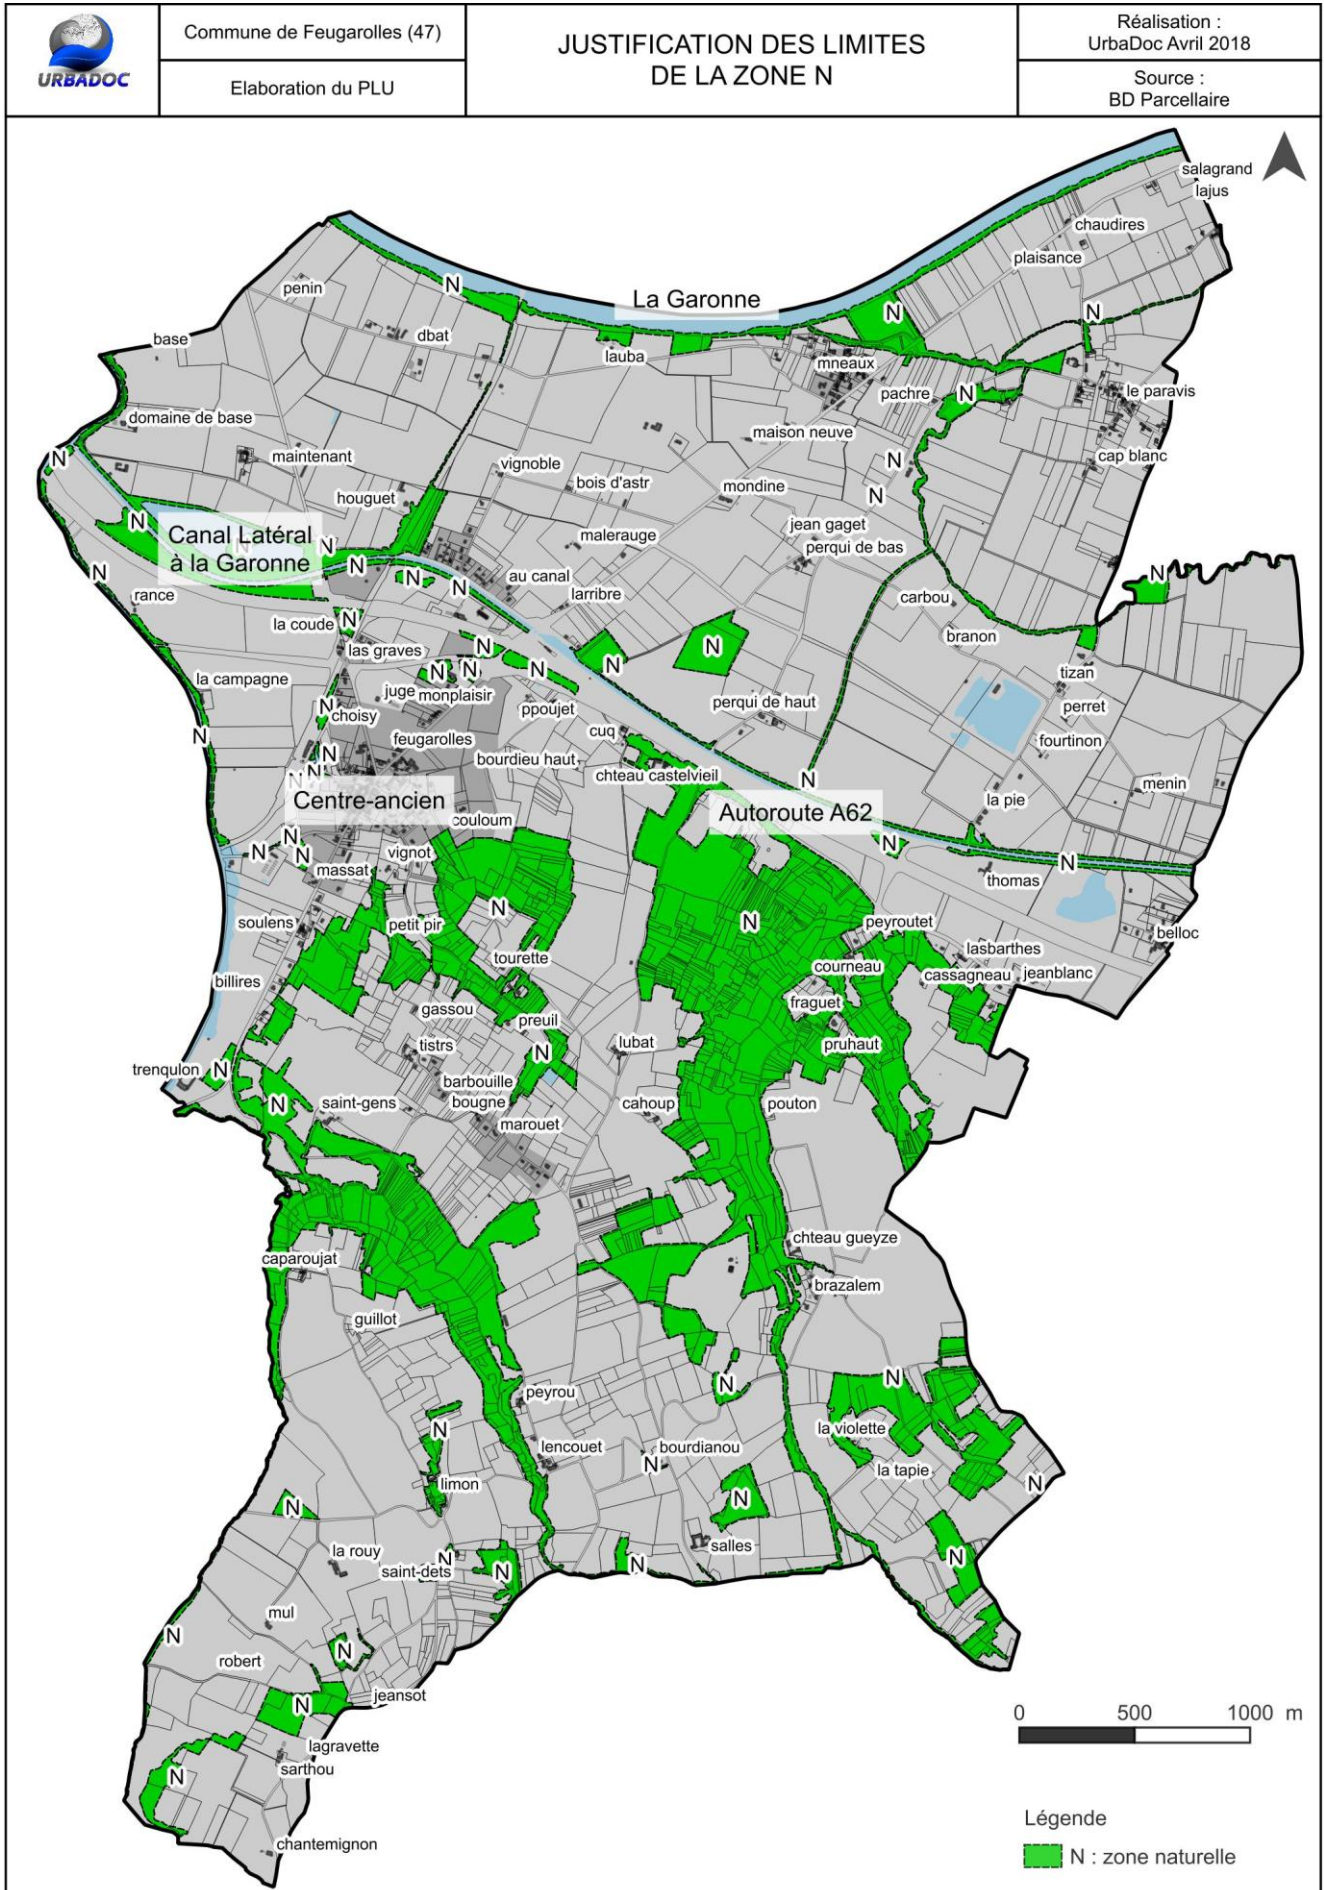 URBADOC
Commune de Feugarolles (47)
Elaboration du PLU
JUSTIFICATION DES LIMITES
DE LA ZONE N
Réalisation :
UrbaDoc Avril 2018
Source :
BD Parcellaire
salagrand
lajus
chaudires
plaisance
N
penin
La Garonne
N
N
base
dbat
lauba
mneaux
pachre
N
le paravis
domaine de base
maison neuve
N
maintenant
vignoble
N
cap blanc
houguet
bois d'astr
mondine
N
N
Canal Latéral
à la Garonne
N
malerauge
jean gaget
perqui de bas
N
N
N
N
N
au canal
rance
larribre
carbou
la coude
N
branon
las graves
N
N
N
N
N
N
tizan
la campagne
juge
monplaisir
ppoujet
perqui de haut
perret
N
choisy
N
feugarolles
cuq
fourtinon
N
bourdieu haut
chteau castelvieil
N
N
N
menin
Centre-ancien
Autoroute A62
la pie
couloum
N
N
N
N
vignot
N
massat
thomas
N
N
soulens
petit pir
peyroutet
belloc
tourette
lasbarthes
courneau
cassagneau
jeanblanc
billires
gassou
preuil
fraguet
tistrs
N
lubat
pruhaut
trenqulon
N
barbouille
N
saint-gens
bougne
cahoup
pouton
marouet
chteau gueyze
caparoujat
brazalem
guillot
N
N
peyrou
N
la violette
lencouet
bourdianou
N
la tapie
limon
N
N
N
salles
la rouy
N
saint-dets
N
N
N
mul
N
N
robert
jeansot
N
lagravette
sarthou
N
chantemignon
0 500 1000 m
Légende
N : zone naturelle